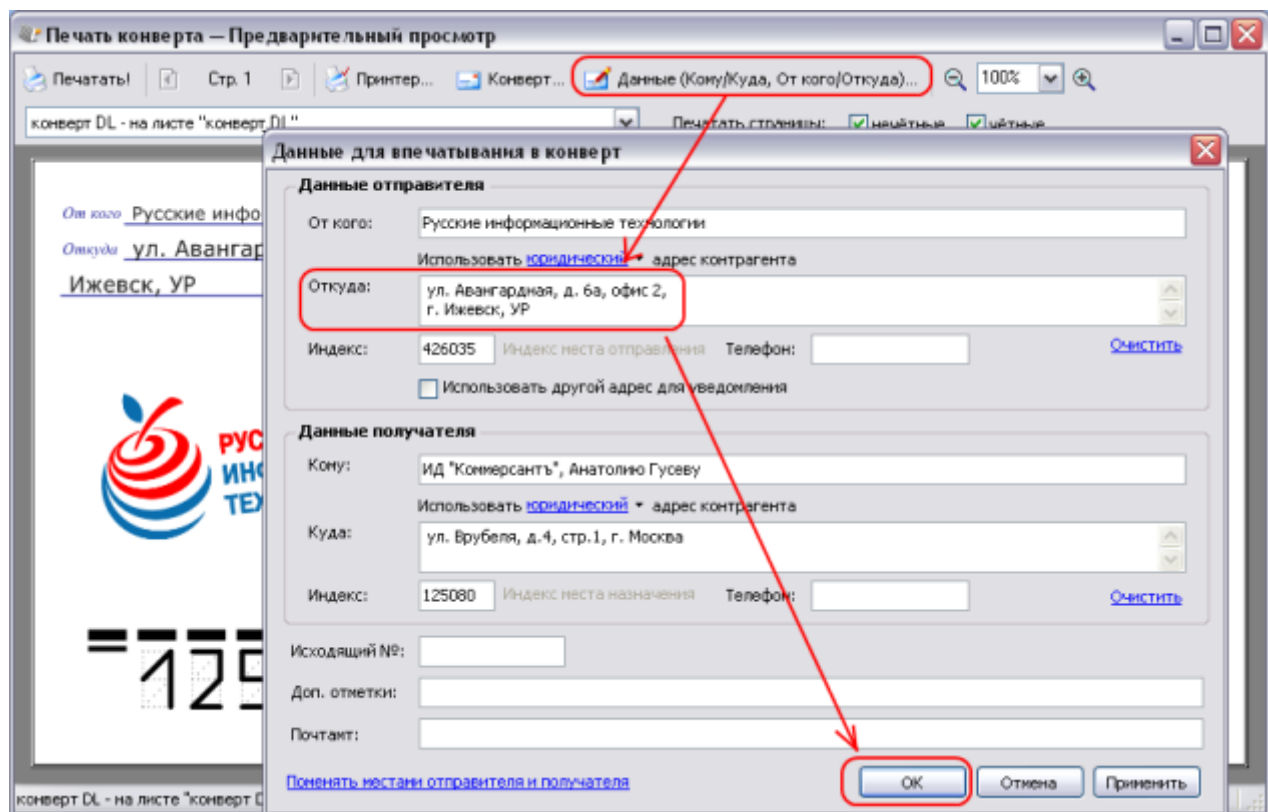 Печать конверта — Предварительный просмотр
Печатать! Стр. 1 Принтер... Конверт... Данные (Кому/Куда, От кого/Откуда)... 100%
конверт DL - на листе "конверт DL" Печатать страницы: нечётные чётные
Данные для впечатывания в конверт
Данные отправителя
От кого Русские инфо
От кого: Русские информационные технологии
Откуда ул. Авангар
Использовать юридический адрес контрагента
Ижевск, УР
Откуда: ул. Авангардная, д. 6а, офис 2,
г. Ижевск, УР
Индекс: 426035 Индекс места отправления Телефон: Очистить
Использовать другой адрес для уведомления
Данные получателя
РУС
ИНФ
ТЕХ
Кому: ИД "Коммерсантъ", Анатолию Гусеву
Использовать юридический адрес контрагента
Куда: ул. Врубеля, д.4, стр.1, г. Москва
Индекс: 125080 Индекс места назначения Телефон: Очистить
125
Исходящий №:
Доп. отметки:
Почтамт:
Поменять местами отправителя и получателя ОК Отмена Применить
конверт DL - на листе "конверт D